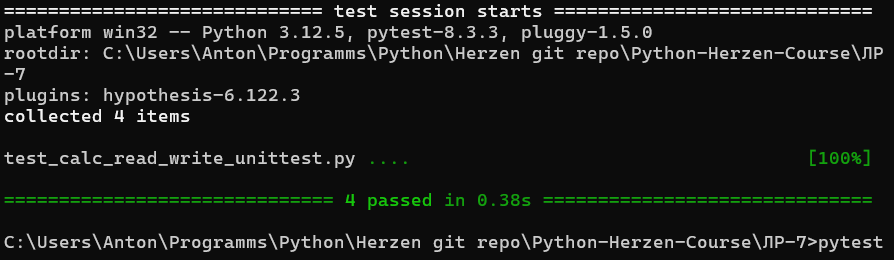 ============================= test session starts =============================
platform win32 -- Python 3.12.5, pytest-8.3.3, pluggy-1.5.0
rootdir: C:\Users\Anton\Programms\Python\Herzen git repo\Python-Herzen-Course\ЛР
-7
plugins: hypothesis-6.122.3
collected 4 items
test_calc_read_write_unittest.py .... [100%]
============================== 4 passed in 0.38s ==============================
C:\Users\Anton\Programms\Python\Herzen git repo\Python-Herzen-Course\ЛР-7>pytest